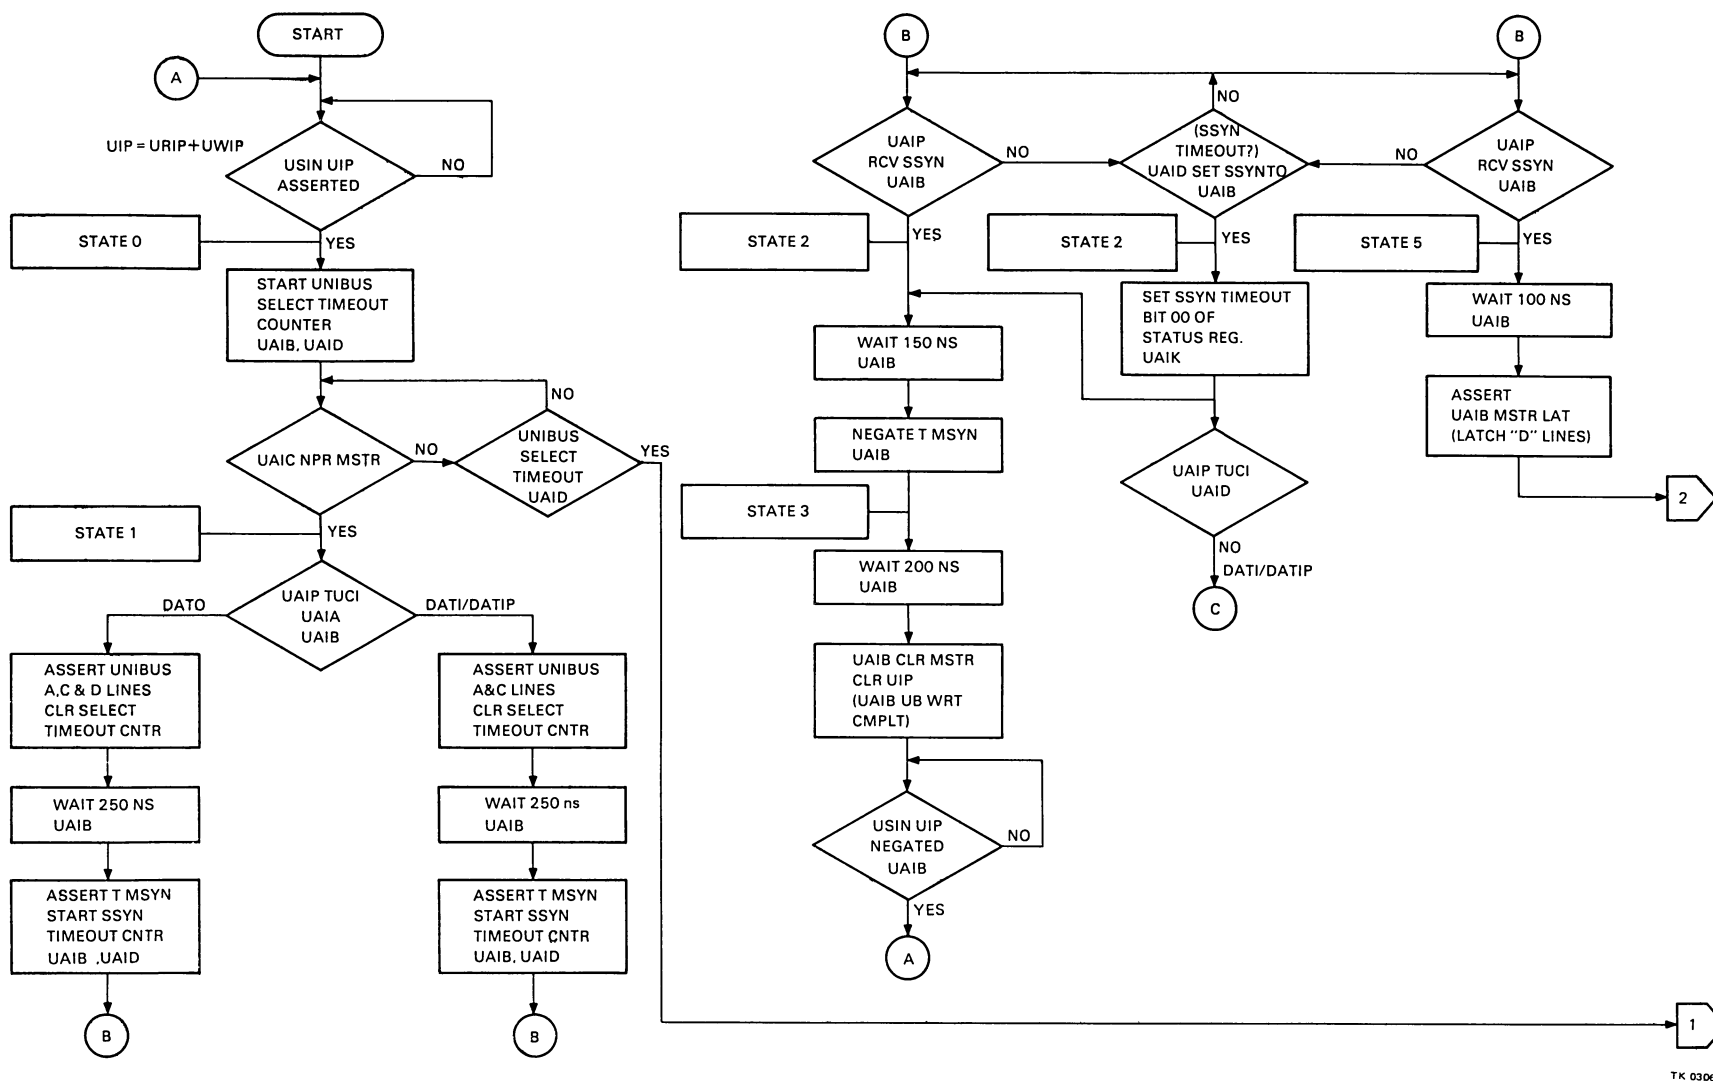 START
A
UIP = URIP+UWIP
USIN UIP
ASSERTED
NO
STATE 0
YES
START UNIBUS
SELECT TIMEOUT
COUNTER
UAIB, UAID
NO
UAIC NPR MSTR
NO
UNIBUS
SELECT
TIMEOUT
UAID
YES
STATE 1
YES
DATO
UAIP TUCI
UAIA
UAIB
DATI/DATIP
ASSERT UNIBUS
A,C & D LINES
CLR SELECT
TIMEOUT CNTR
WAIT 250 NS
UAIB
ASSERT T MSYN
START SSYN
TIMEOUT CNTR
UAIB ,UAID
B
ASSERT UNIBUS
A&C LINES
CLR SELECT
TIMEOUT CNTR
WAIT 250 ns
UAIB
ASSERT T MSYN
START SSYN
TIMEOUT CNTR
UAIB, UAID
B
B
UAIP
RCV SSYN
UAIB
NO
STATE 2
YES
WAIT 150 NS
UAIB
NEGATE T MSYN
UAIB
STATE 3
WAIT 200 NS
UAIB
UAIB CLR MSTR
CLR UIP
(UAIB UB WRT
CMPLT)
USIN UIP
NEGATED
UAIB
NO
YES
A
NO
(SSYN
TIMEOUT?)
UAID SET SSYNTO
UAIB
STATE 2
YES
SET SSYN TIMEOUT
BIT 00 OF
STATUS REG.
UAIK
UAIP TUCI
UAID
NO
DATI/DATIP
C
B
UAIP
RCV SSYN
UAIB
NO
STATE 5
YES
WAIT 100 NS
UAIB
ASSERT
UAIB MSTR LAT
(LATCH "D" LINES)
2
1
TK 0306